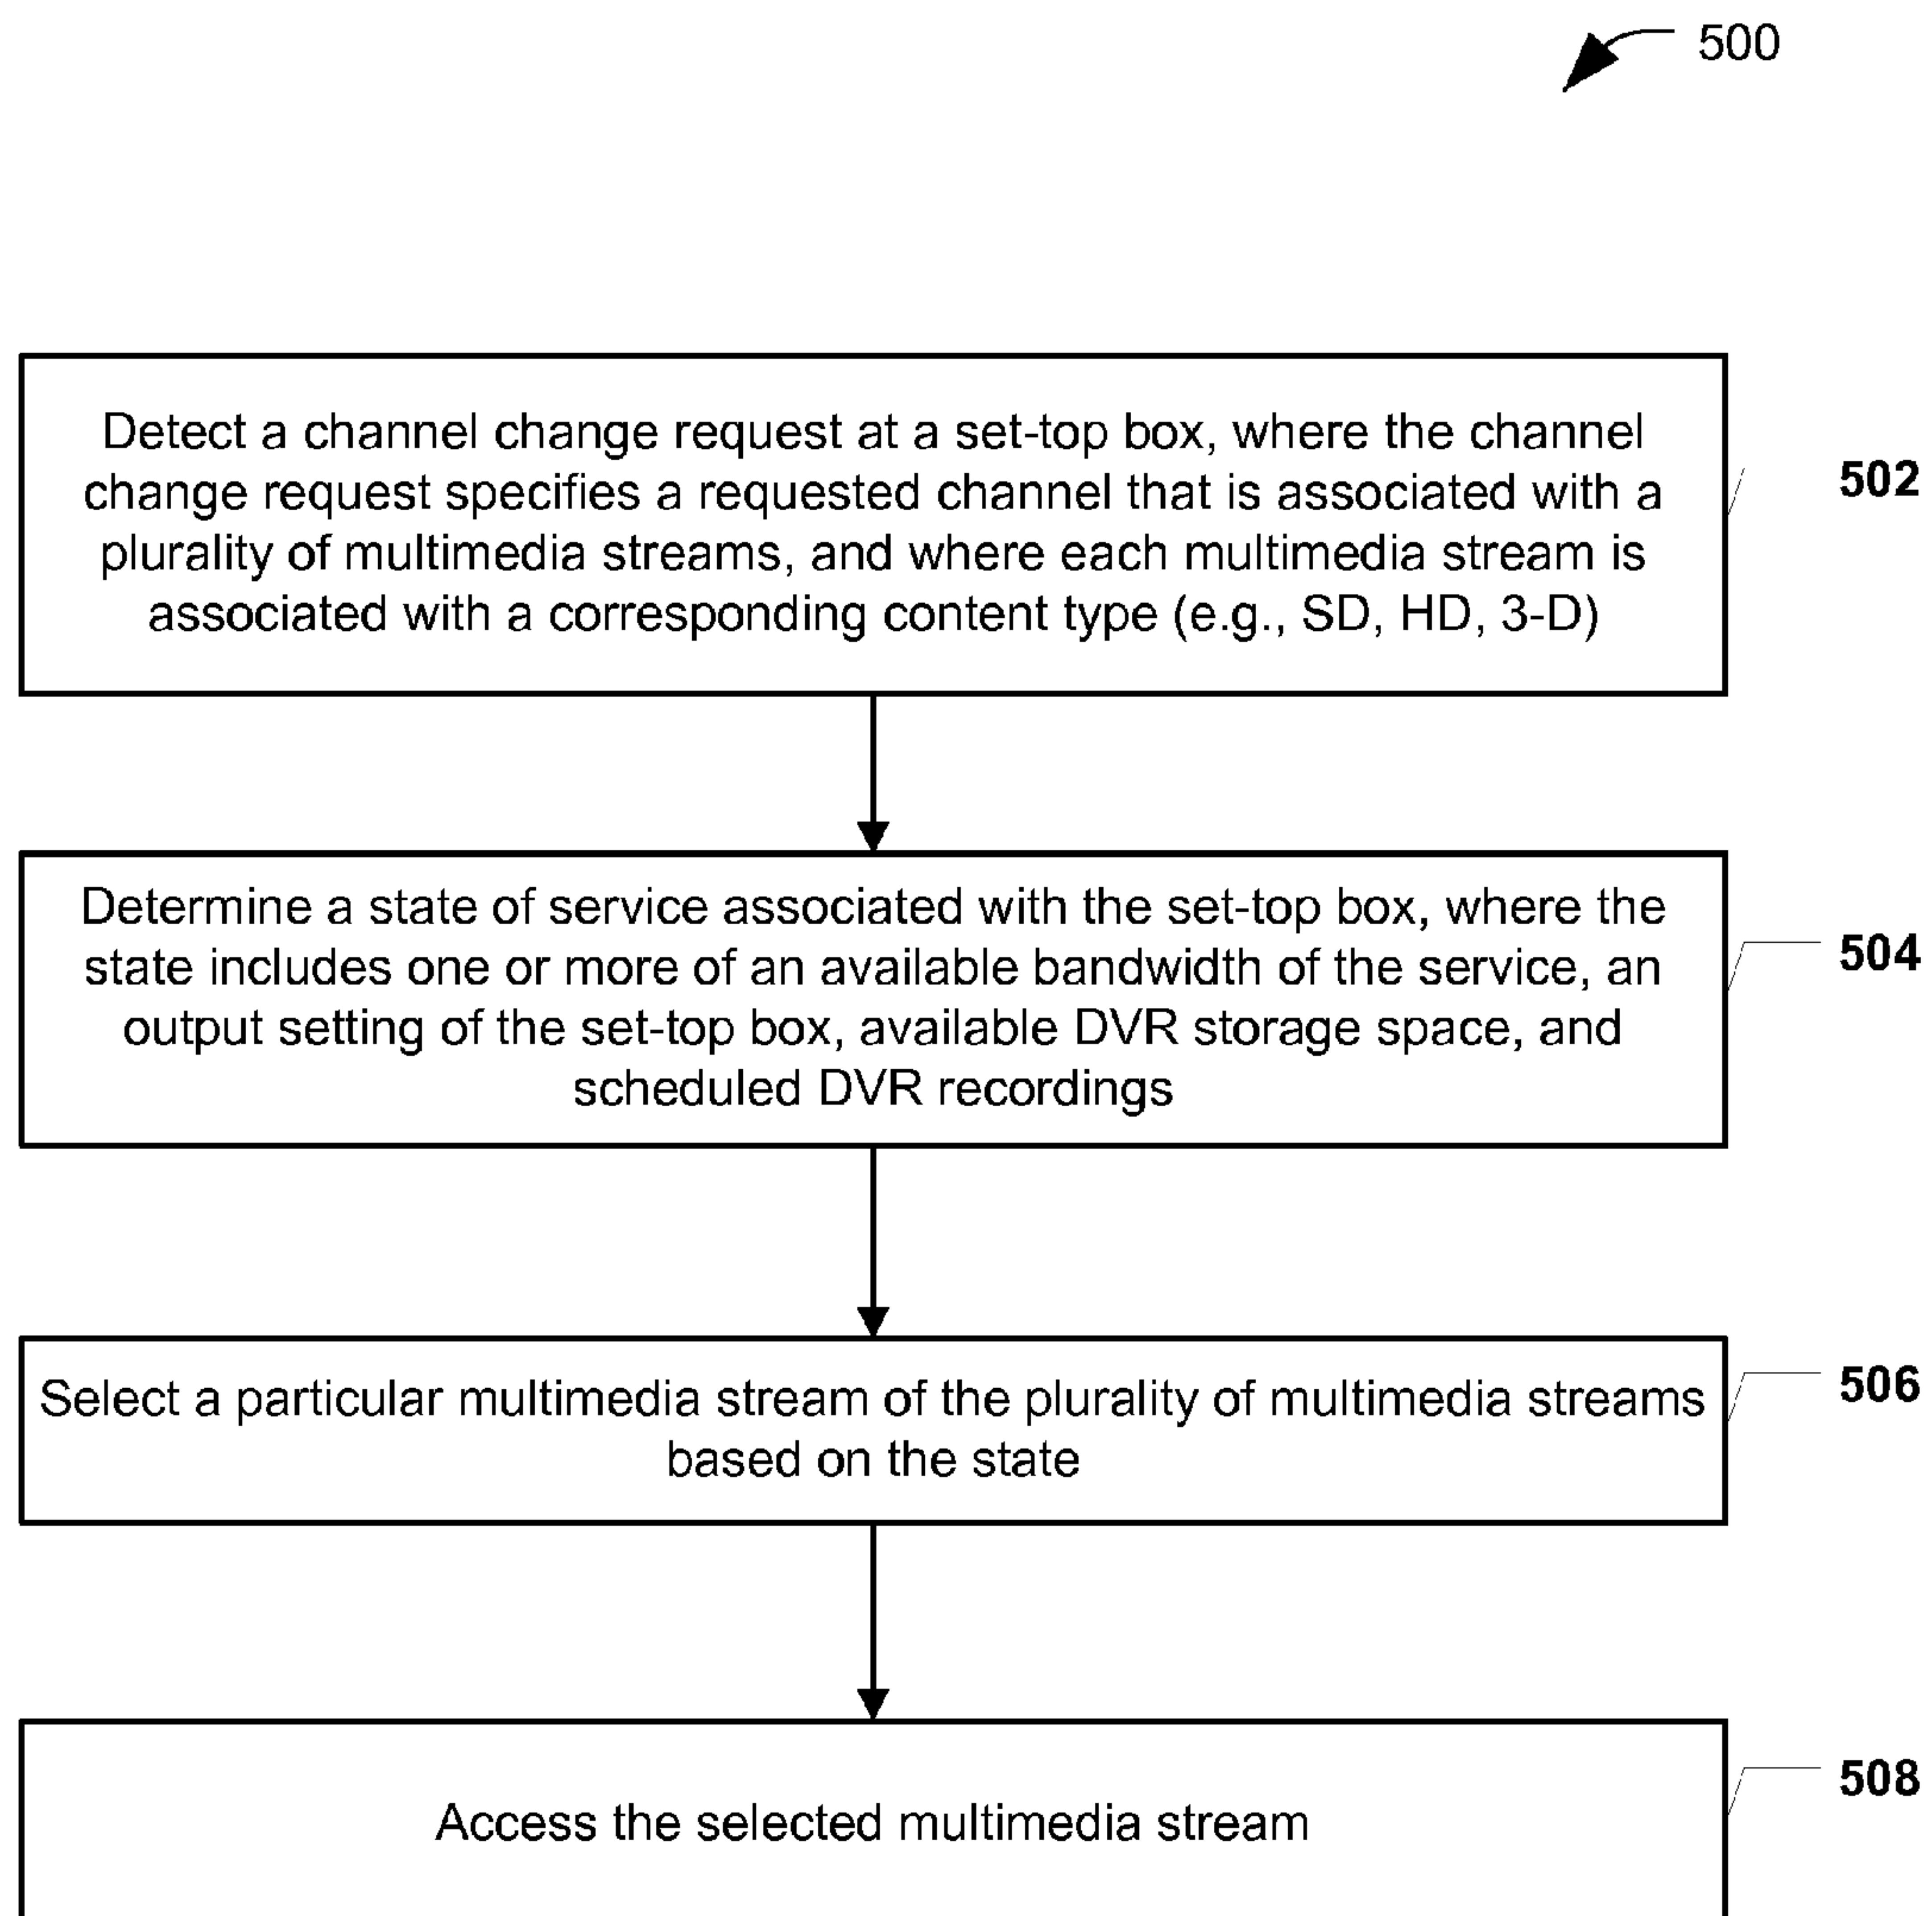 500
Detect a channel change request at a set-top box, where the channel
change request specifies a requested channel that is associated with a
plurality of multimedia streams, and where each multimedia stream is
associated with a corresponding content type (e.g., SD, HD, 3-D)
502
Determine a state of service associated with the set-top box, where the
state includes one or more of an available bandwidth of the service, an
output setting of the set-top box, available DVR storage space, and
scheduled DVR recordings
504
Select a particular multimedia stream of the plurality of multimedia streams
based on the state
506
Access the selected multimedia stream
508